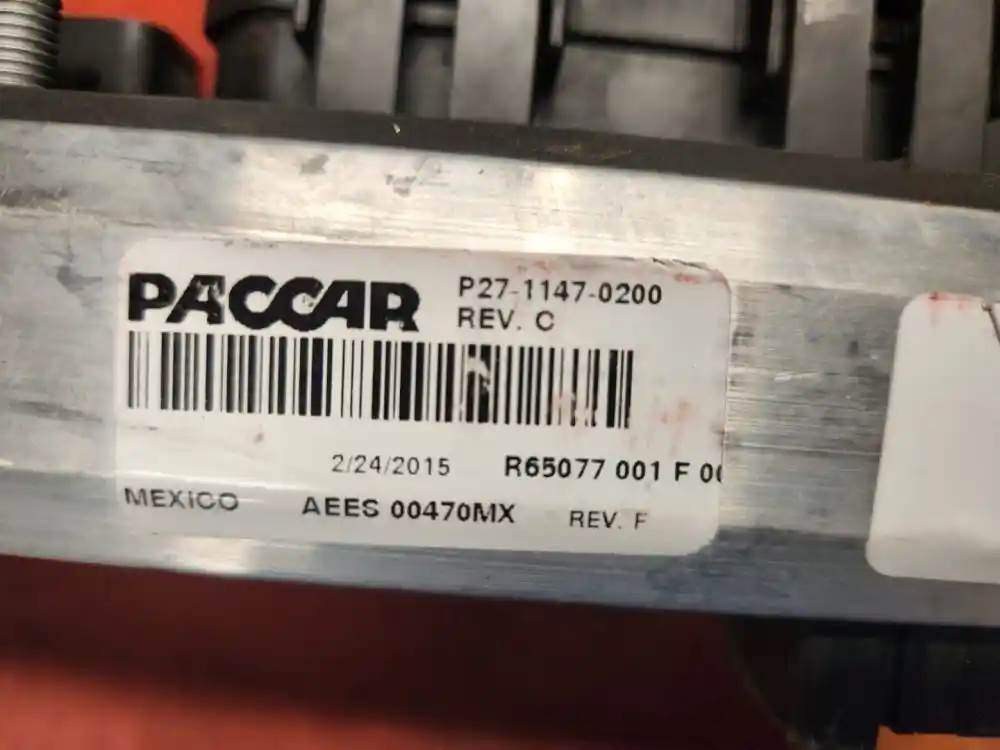 PACCAR
P27-1147-0200
REV. C
2/24/2015 R65077 001 F
MEXICO AEES 00470MX REV. F